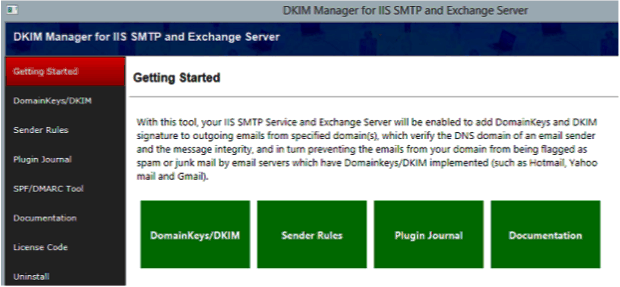 DKIM Manager for IIS SMTP and Exchange Server
DKIM Manager for IIS SMTP and Exchange Server
Getting Started
DomainKeys/DKIM
Sender Rules
Plugin Journal
SPF/DMARC Tool
Documentation
License Code
Uninstall
Getting Started
With this tool, your IIS SMTP Service and Exchange Server will be enabled to add DomainKeys and DKIM
signature to outgoing emails from specified domain(s), which verify the DNS domain of an email sender
and the message integrity, and in turn preventing the emails from your domain from being flagged as
spam or junk mail by email servers which have Domainkeys/DKIM implemented (such as Hotmail, Yahoo
mail and Gmail).
DomainKeys/DKIM
Sender Rules
Plugin Journal
Documentation